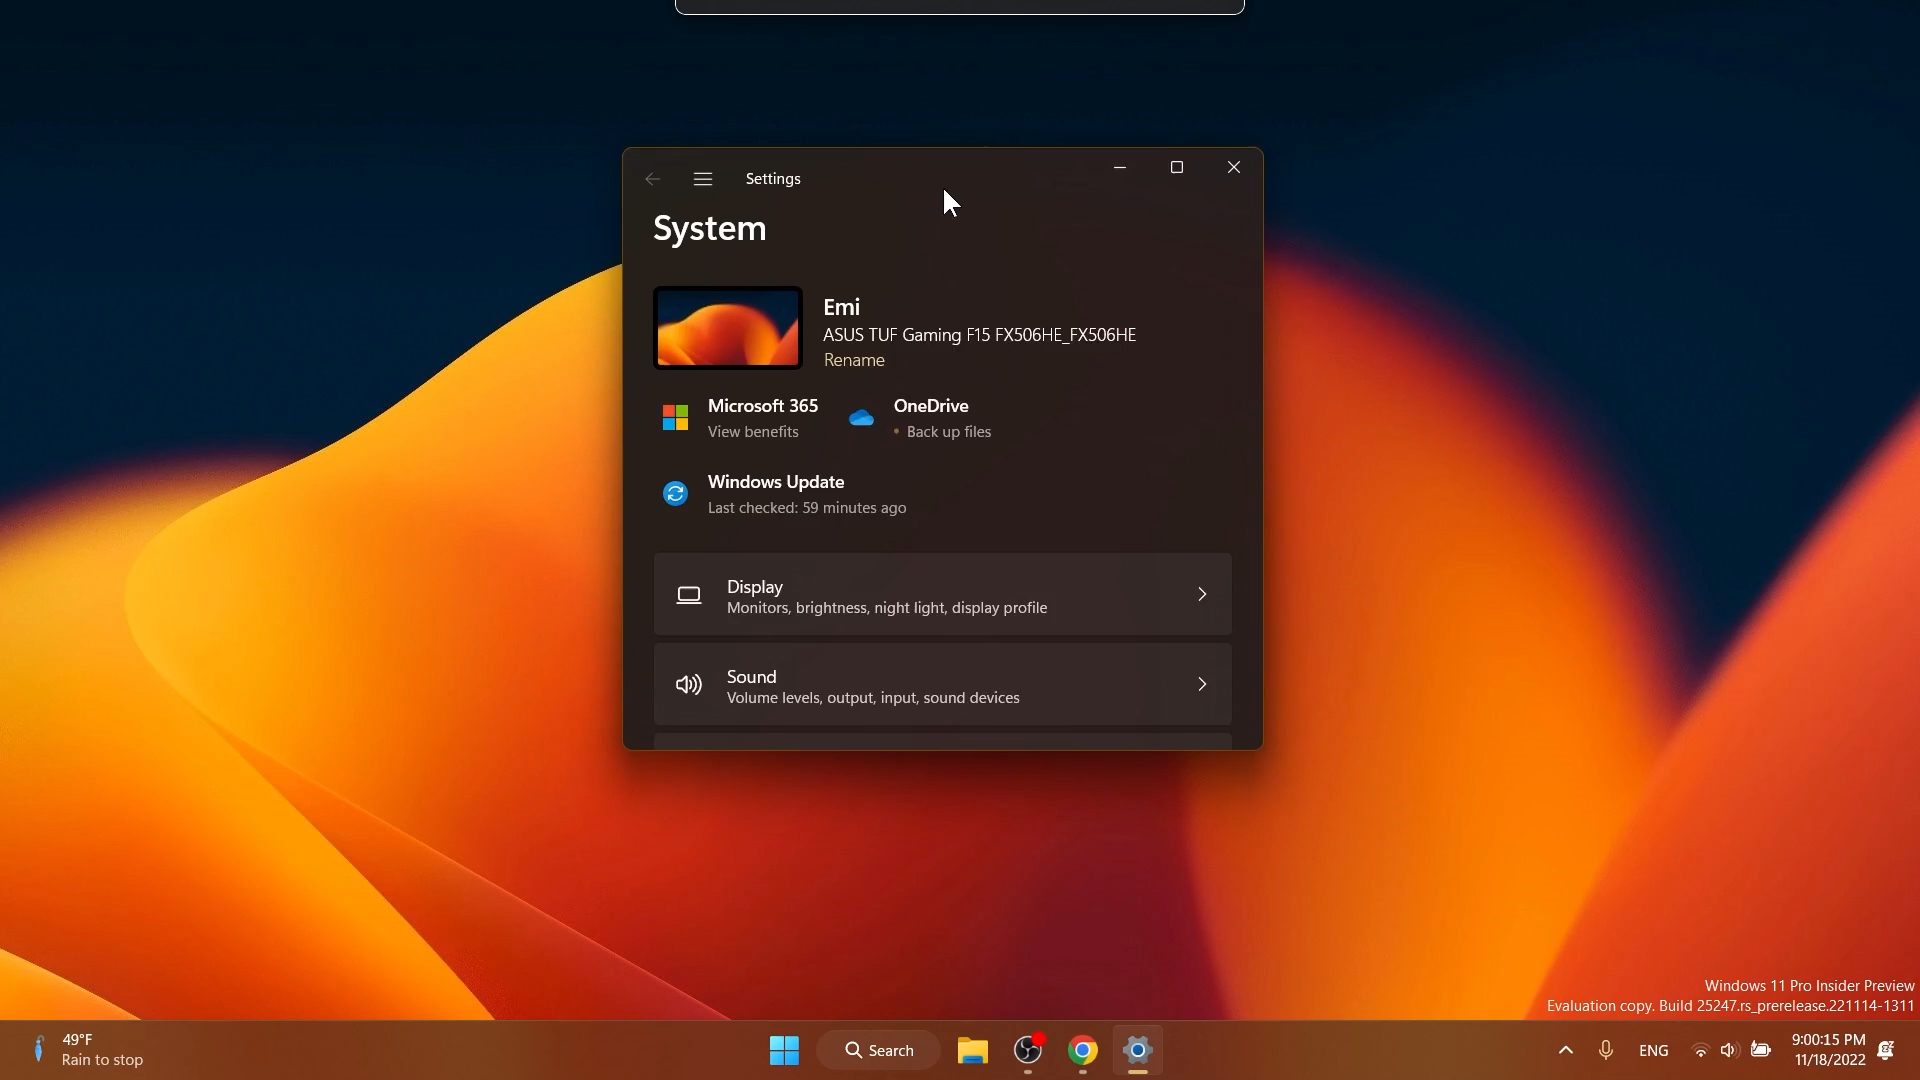 Settings
System
Emi
ASUS TUF Gaming F15 FX506HE_FX506HE
Rename
Microsoft 365
View benefits
OneDrive
• Back up files
Windows Update
Last checked: 59 minutes ago
Display
Monitors, brightness, night light, display profile
Sound
Volume levels, output, input, sound devices
Windows 11 Pro Insider Preview
Evaluation copy. Build 25247.rs_prerelease.221114-1311
49°F
Rain to stop
Search
ENG
9:00:15 PM
11/18/2022